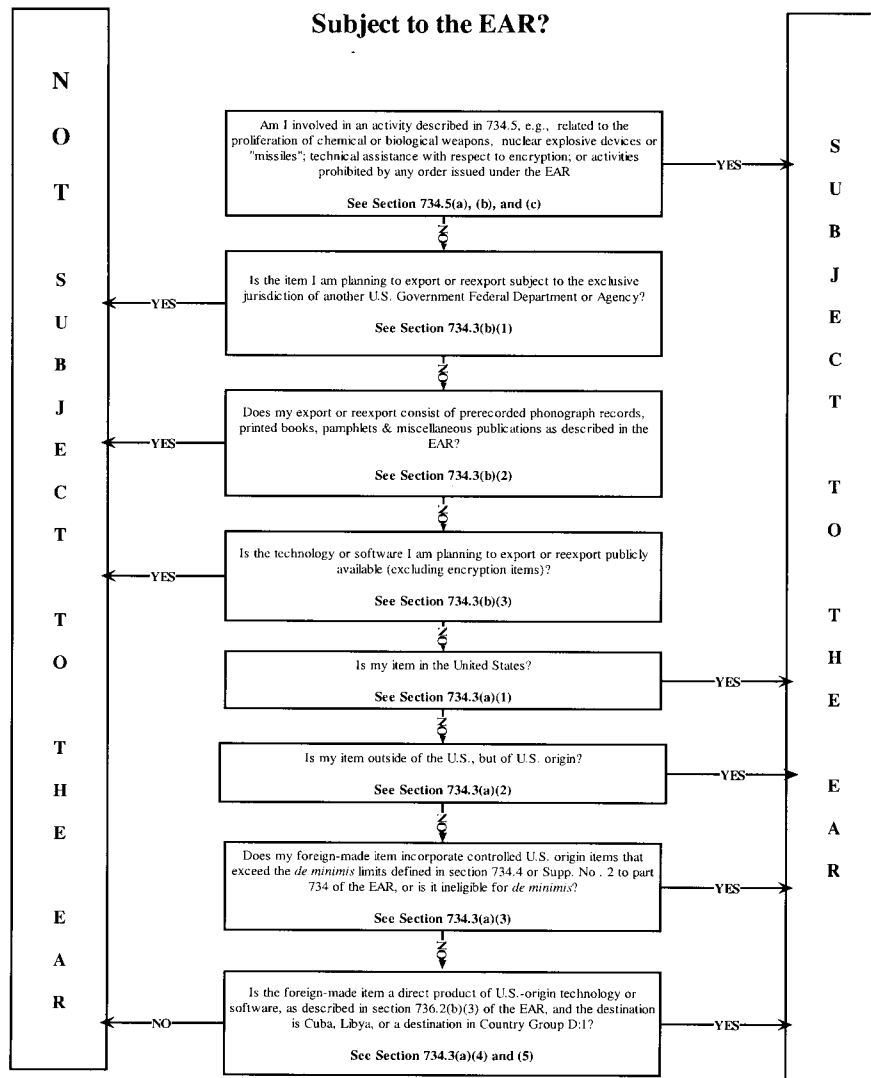 Subject to the EAR?
NOT SUBJECT TO THE EAR
Am I involved in an activity described in 734.5, e.g., related to the
proliferation of chemical or biological weapons, nuclear explosive devices or
"missiles"; technical assistance with respect to encryption; or activities
prohibited by any order issued under the EAR
See Section 734.5(a), (b), and (c)
YES
NO
Is the item I am planning to export or reexport subject to the exclusive
jurisdiction of another U.S. Government Federal Department or Agency?
See Section 734.3(b)(1)
YES
NO
Does my export or reexport consist of prerecorded phonograph records,
printed books, pamphlets & miscellaneous publications as described in the
EAR?
See Section 734.3(b)(2)
YES
NO
Is the technology or software I am planning to export or reexport publicly
available (excluding encryption items)?
See Section 734.3(b)(3)
YES
NO
Is my item in the United States?
See Section 734.3(a)(1)
YES
NO
Is my item outside of the U.S., but of U.S. origin?
See Section 734.3(a)(2)
YES
NO
Does my foreign-made item incorporate controlled U.S. origin items that
exceed the de minimis limits defined in section 734.4 or Supp. No . 2 to part
734 of the EAR, or is it ineligible for de minimis?
See Section 734.3(a)(3)
YES
NO
Is the foreign-made item a direct product of U.S.-origin technology or
software, as described in section 736.2(b)(3) of the EAR, and the destination
is Cuba, Libya, or a destination in Country Group D:1?
See Section 734.3(a)(4) and (5)
NO
YES
SUBJECT TO THE EAR